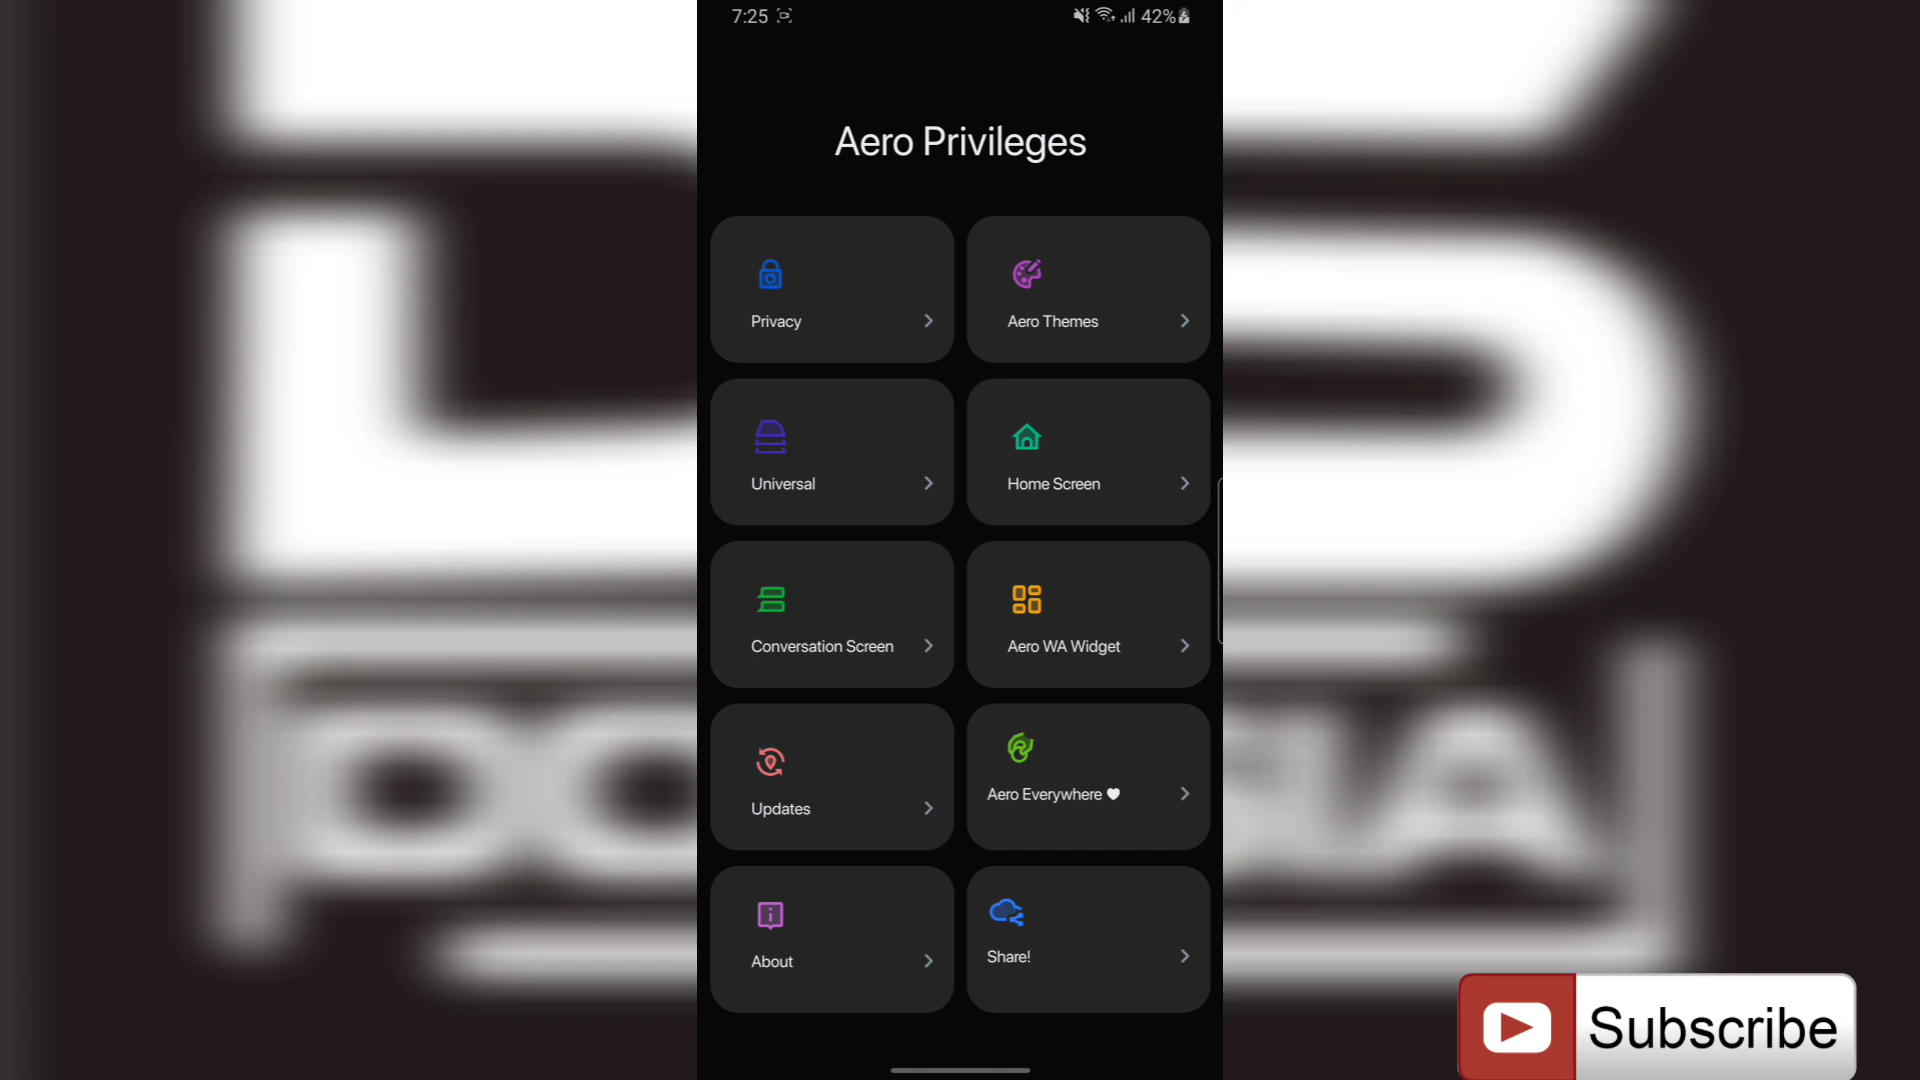 7:25
42%
Aero Privileges
Privacy
Aero Themes
Universal
Home Screen
Conversation Screen
Aero WA Widget
Updates
Aero Everywhere 🤍
About
Share!
Subscribe